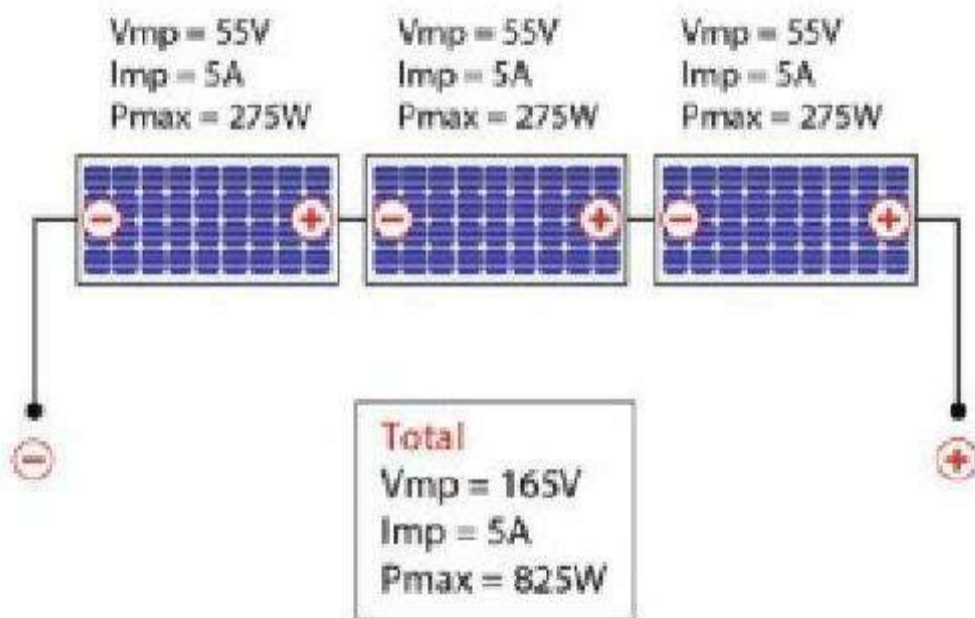 Vmp = 55V
Imp = 5A
Pmax = 275W
Vmp = 55V
Imp = 5A
Pmax = 275W
Vmp = 55V
Imp = 5A
Pmax = 275W
Total
Vmp = 165V
Imp = 5A
Pmax = 825W